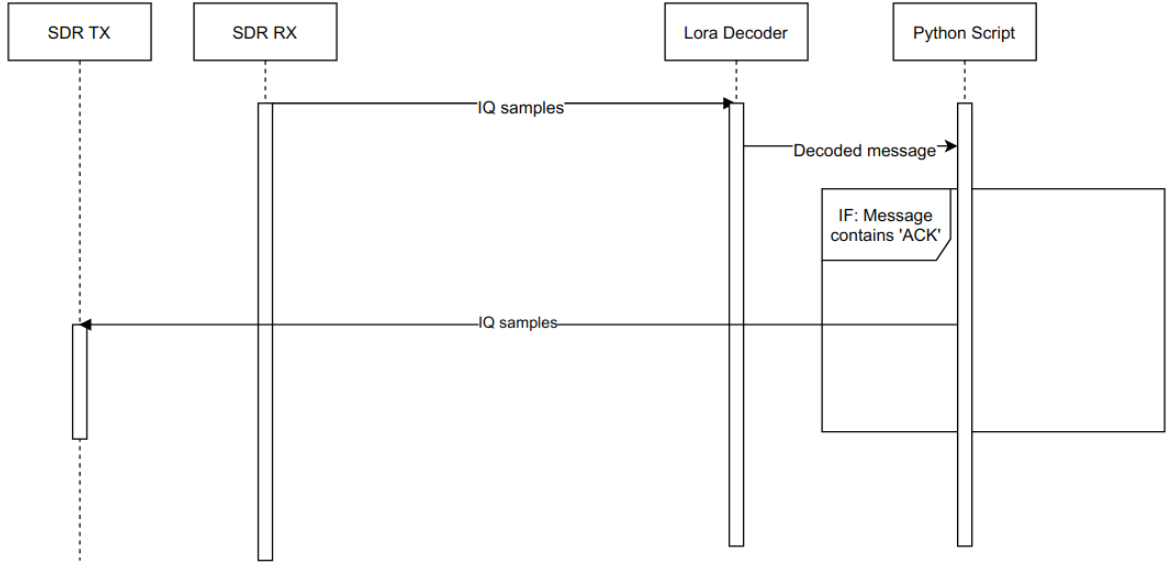 SDR TX
SDR RX
Lora Decoder
Python Script
IQ samples
Decoded message
IF: Message
contains 'ACK'
IQ samples